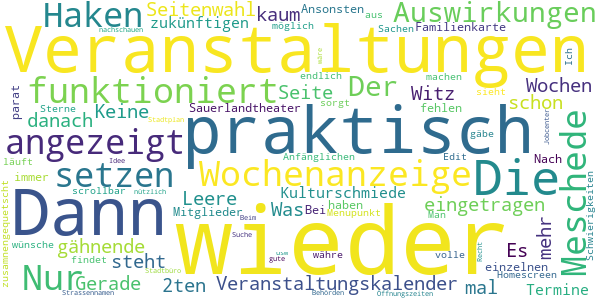 Haken Seitenwahl kaum Ansonsten aus Auswirkungen
zukünftigen möglich Sachen Familienkarte
nachschauen
Veranstaltungen Ich
wäre
endlich machen sieht
parat funktioniert Seite Der Witz Wochen
Sterne Sauerlandtheater schon
danach Keine sorgt fehlen
Stadtplan Edit gäbe Jobcenter
angezeigt praktisch Meschede
läuft Idee Anfänglichen Nach
immer setzen Wochenanzeige Die
scrollbar nützlich Kulturschmiede
zusammengequetscht Leere Was Bei haben eingetragen
Dann Mitglieder Menüpunkt Man Schwierigkeiten
wünsche gähnende Beim wieder volle Es mehr
findet steht Suche währe Recht einzelnen
Stadtbüro Homescreen
Nur Gerade 2ten Veranstaltungskalender mal Termine
gute usw
Strassennamen Behörden Öffnungszeiten